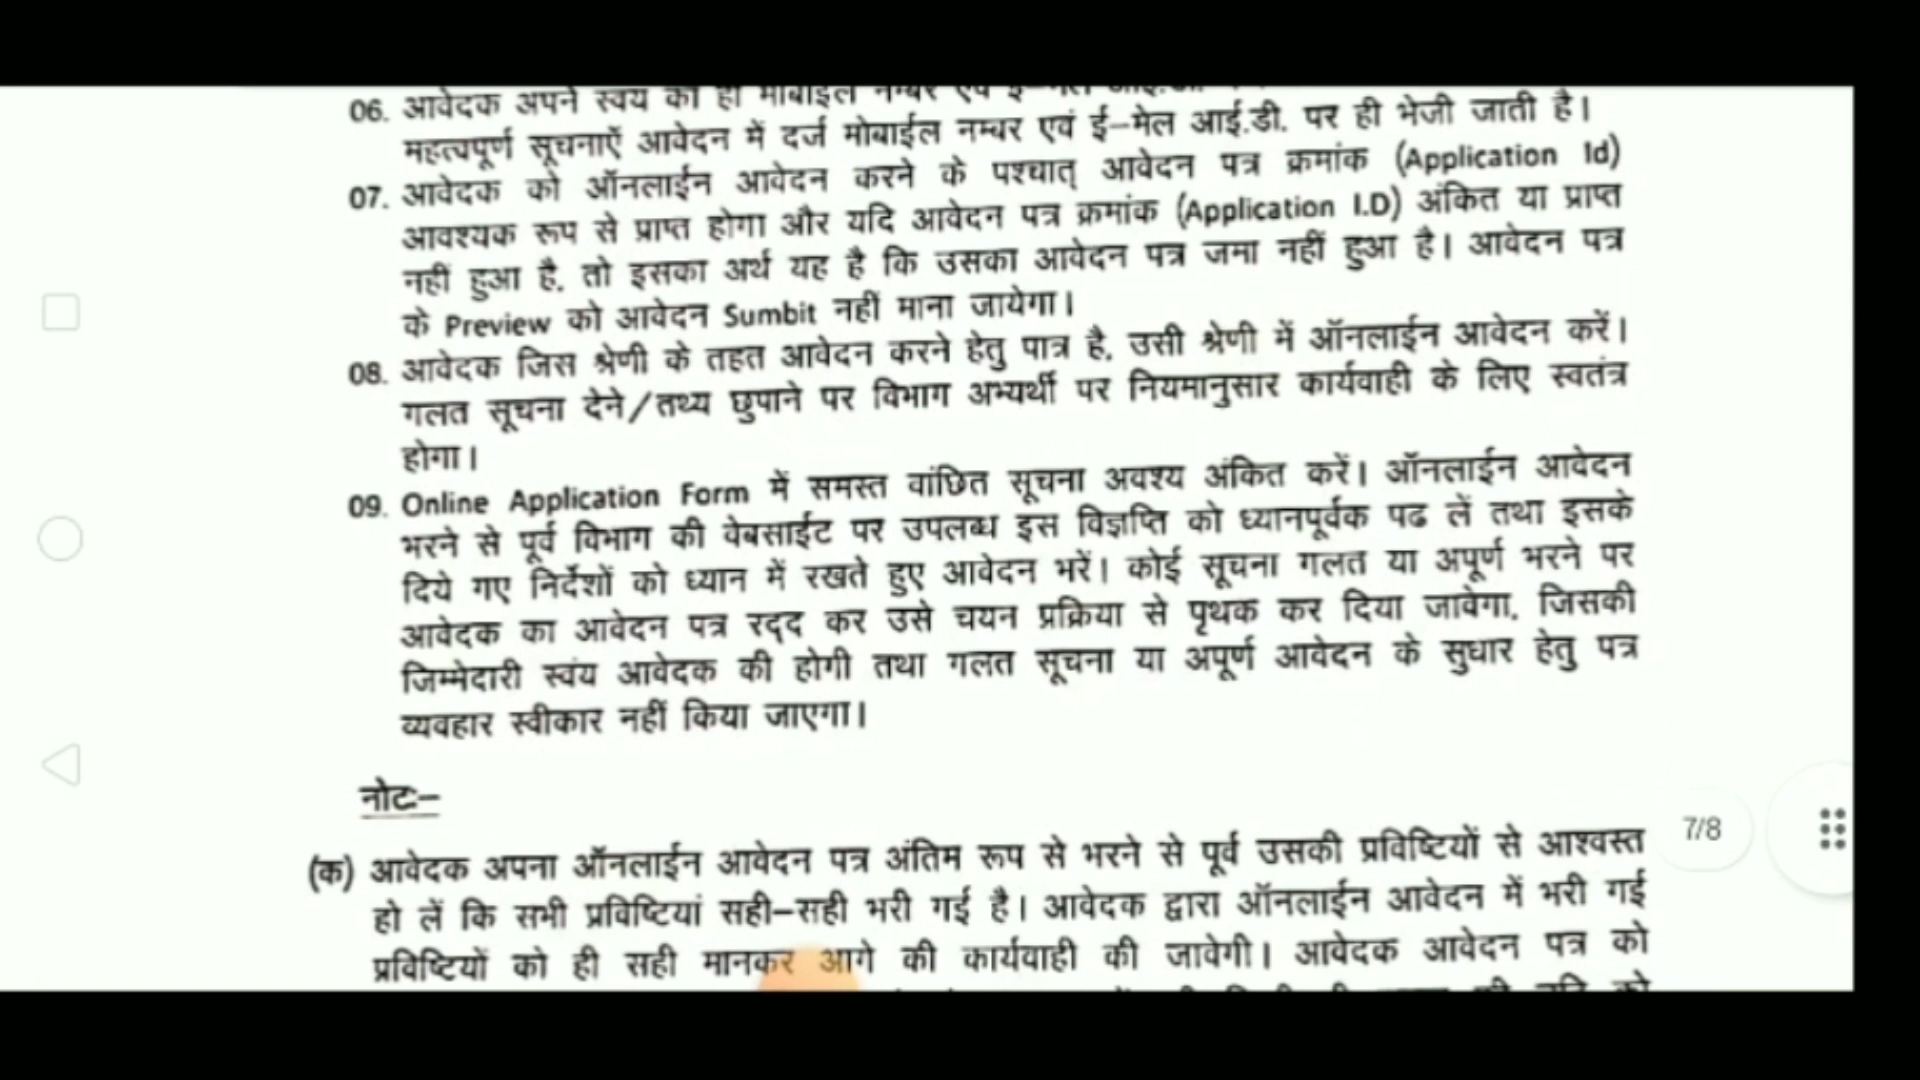 06. आवेदक अपने स्वयं का ही मोबाईल नम्बर एवं
महत्वपूर्ण सूचनाऐं आवेदन में दर्ज मोबाईल नम्बर एवं ई–मेल आई.डी. पर ही भेजी जाती है।
07. आवेदक को ऑनलाईन आवेदन करने के पश्चात् आवेदन पत्र क्रमांक (Application Id)
आवश्यक रूप से प्राप्त होगा और यदि आवेदन पत्र क्रमांक (Application I.D) अंकित या प्राप्त
नहीं हुआ है, तो इसका अर्थ यह है कि उसका आवेदन पत्र जमा नहीं हुआ है। आवेदन पत्र
के Preview को आवेदन Sumbit नहीं माना जायेगा।
08. आवेदक जिस श्रेणी के तहत आवेदन करने हेतु पात्र है, उसी श्रेणी में ऑनलाईन आवेदन करें।
गलत सूचना देने/तथ्य छुपाने पर विभाग अभ्यर्थी पर नियमानुसार कार्यवाही के लिए स्वतंत्र
होगा।
09. Online Application Form में समस्त वांछित सूचना अवश्य अंकित करें। ऑनलाईन आवेदन
भरने से पूर्व विभाग की वेबसाईट पर उपलब्ध इस विज्ञप्ति को ध्यानपूर्वक पढ लें तथा इसके
दिये गए निर्देशों को ध्यान में रखते हुए आवेदन भरें। कोई सूचना गलत या अपूर्ण भरने पर
आवेदक का आवेदन पत्र रद्द कर उसे चयन प्रक्रिया से पृथक कर दिया जावेगा, जिसकी
जिम्मेदारी स्वंय आवेदक की होगी तथा गलत सूचना या अपूर्ण आवेदन के सुधार हेतु पत्र
व्यवहार स्वीकार नहीं किया जाएगा।
नोटः–
7/8
(क) आवेदक अपना ऑनलाईन आवेदन पत्र अंतिम रूप से भरने से पूर्व उसकी प्रविष्टियों से आश्वस्त
हो लें कि सभी प्रविष्टियां सही–सही भरी गई है। आवेदक द्वारा ऑनलाईन आवेदन में भरी गई
प्रविष्टियों को ही सही मानकर आगे की कार्यवाही की जावेगी। आवेदक आवेदन पत्र को